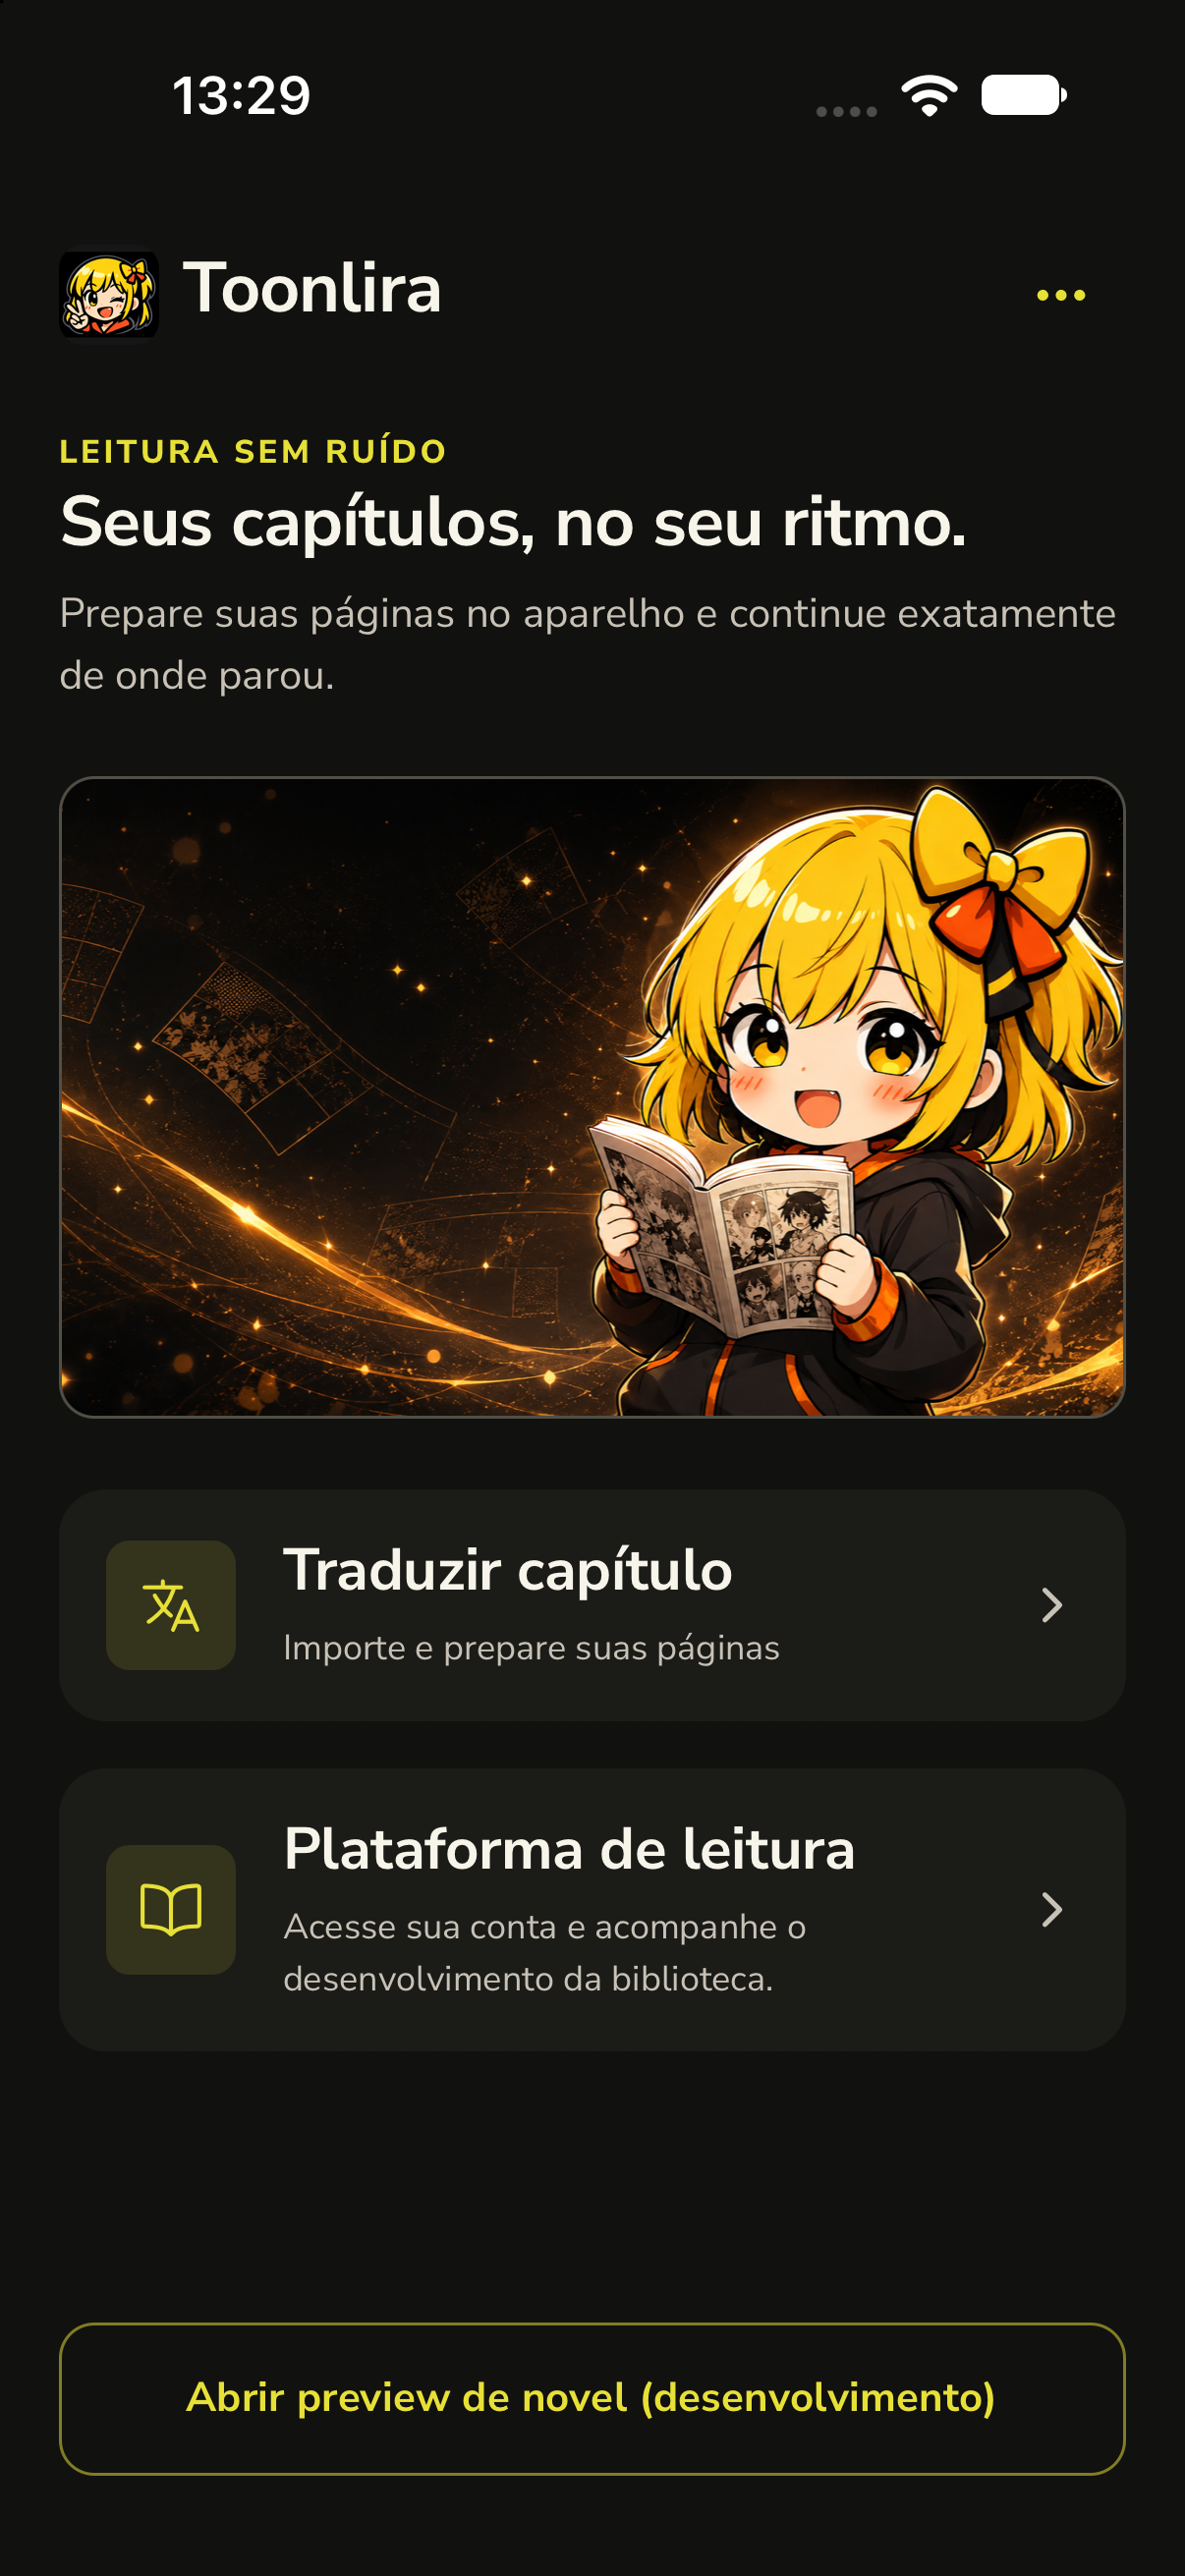 13:29
Toonlira
LEITURA SEM RUÍDO
Seus capítulos, no seu ritmo.
Prepare suas páginas no aparelho e continue exatamente
de onde parou.
Traduzir capítulo
Importe e prepare suas páginas
Plataforma de leitura
Acesse sua conta e acompanhe o
desenvolvimento da biblioteca.
Abrir preview de novel (desenvolvimento)